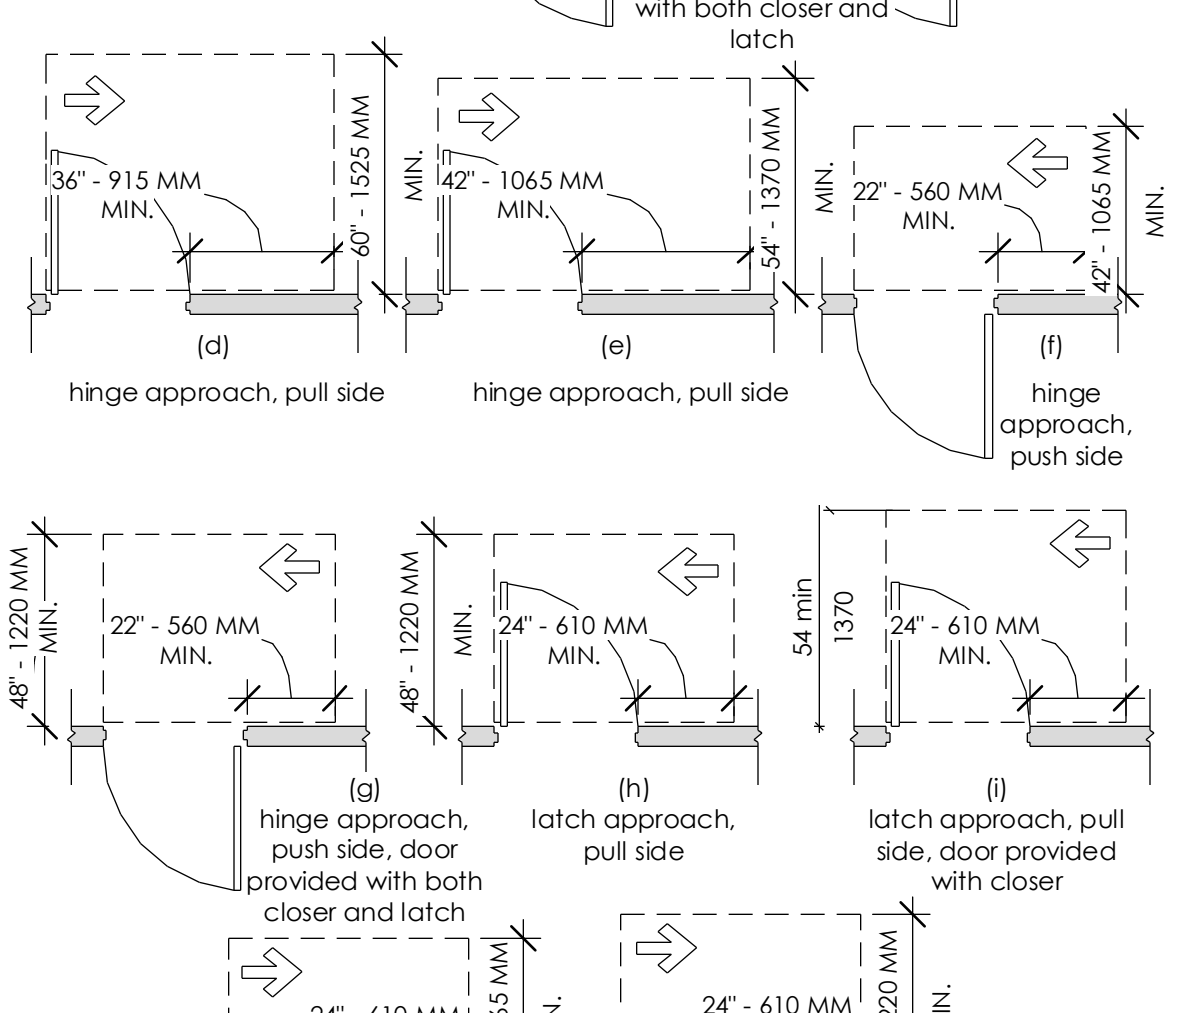 with both closer and
latch
36" - 915 MM
MIN.
60" - 1525 MM
MIN.
(d)
hinge approach, pull side
42" - 1065 MM
MIN.
54" - 1370 MM
MIN.
(e)
hinge approach, pull side
22" - 560 MM
MIN.
42" - 1065 MM
MIN.
(f)
hinge
approach,
push side
48" - 1220 MM
MIN.
22" - 560 MM
MIN.
(g)
hinge approach,
push side, door
provided with both
closer and latch
48" - 1220 MM
MIN.
24" - 610 MM
MIN.
(h)
latch approach,
pull side
54 min
1370
24" - 610 MM
MIN.
(i)
latch approach, pull
side, door provided
with closer
24" - 610 MM
24" - 610 MM